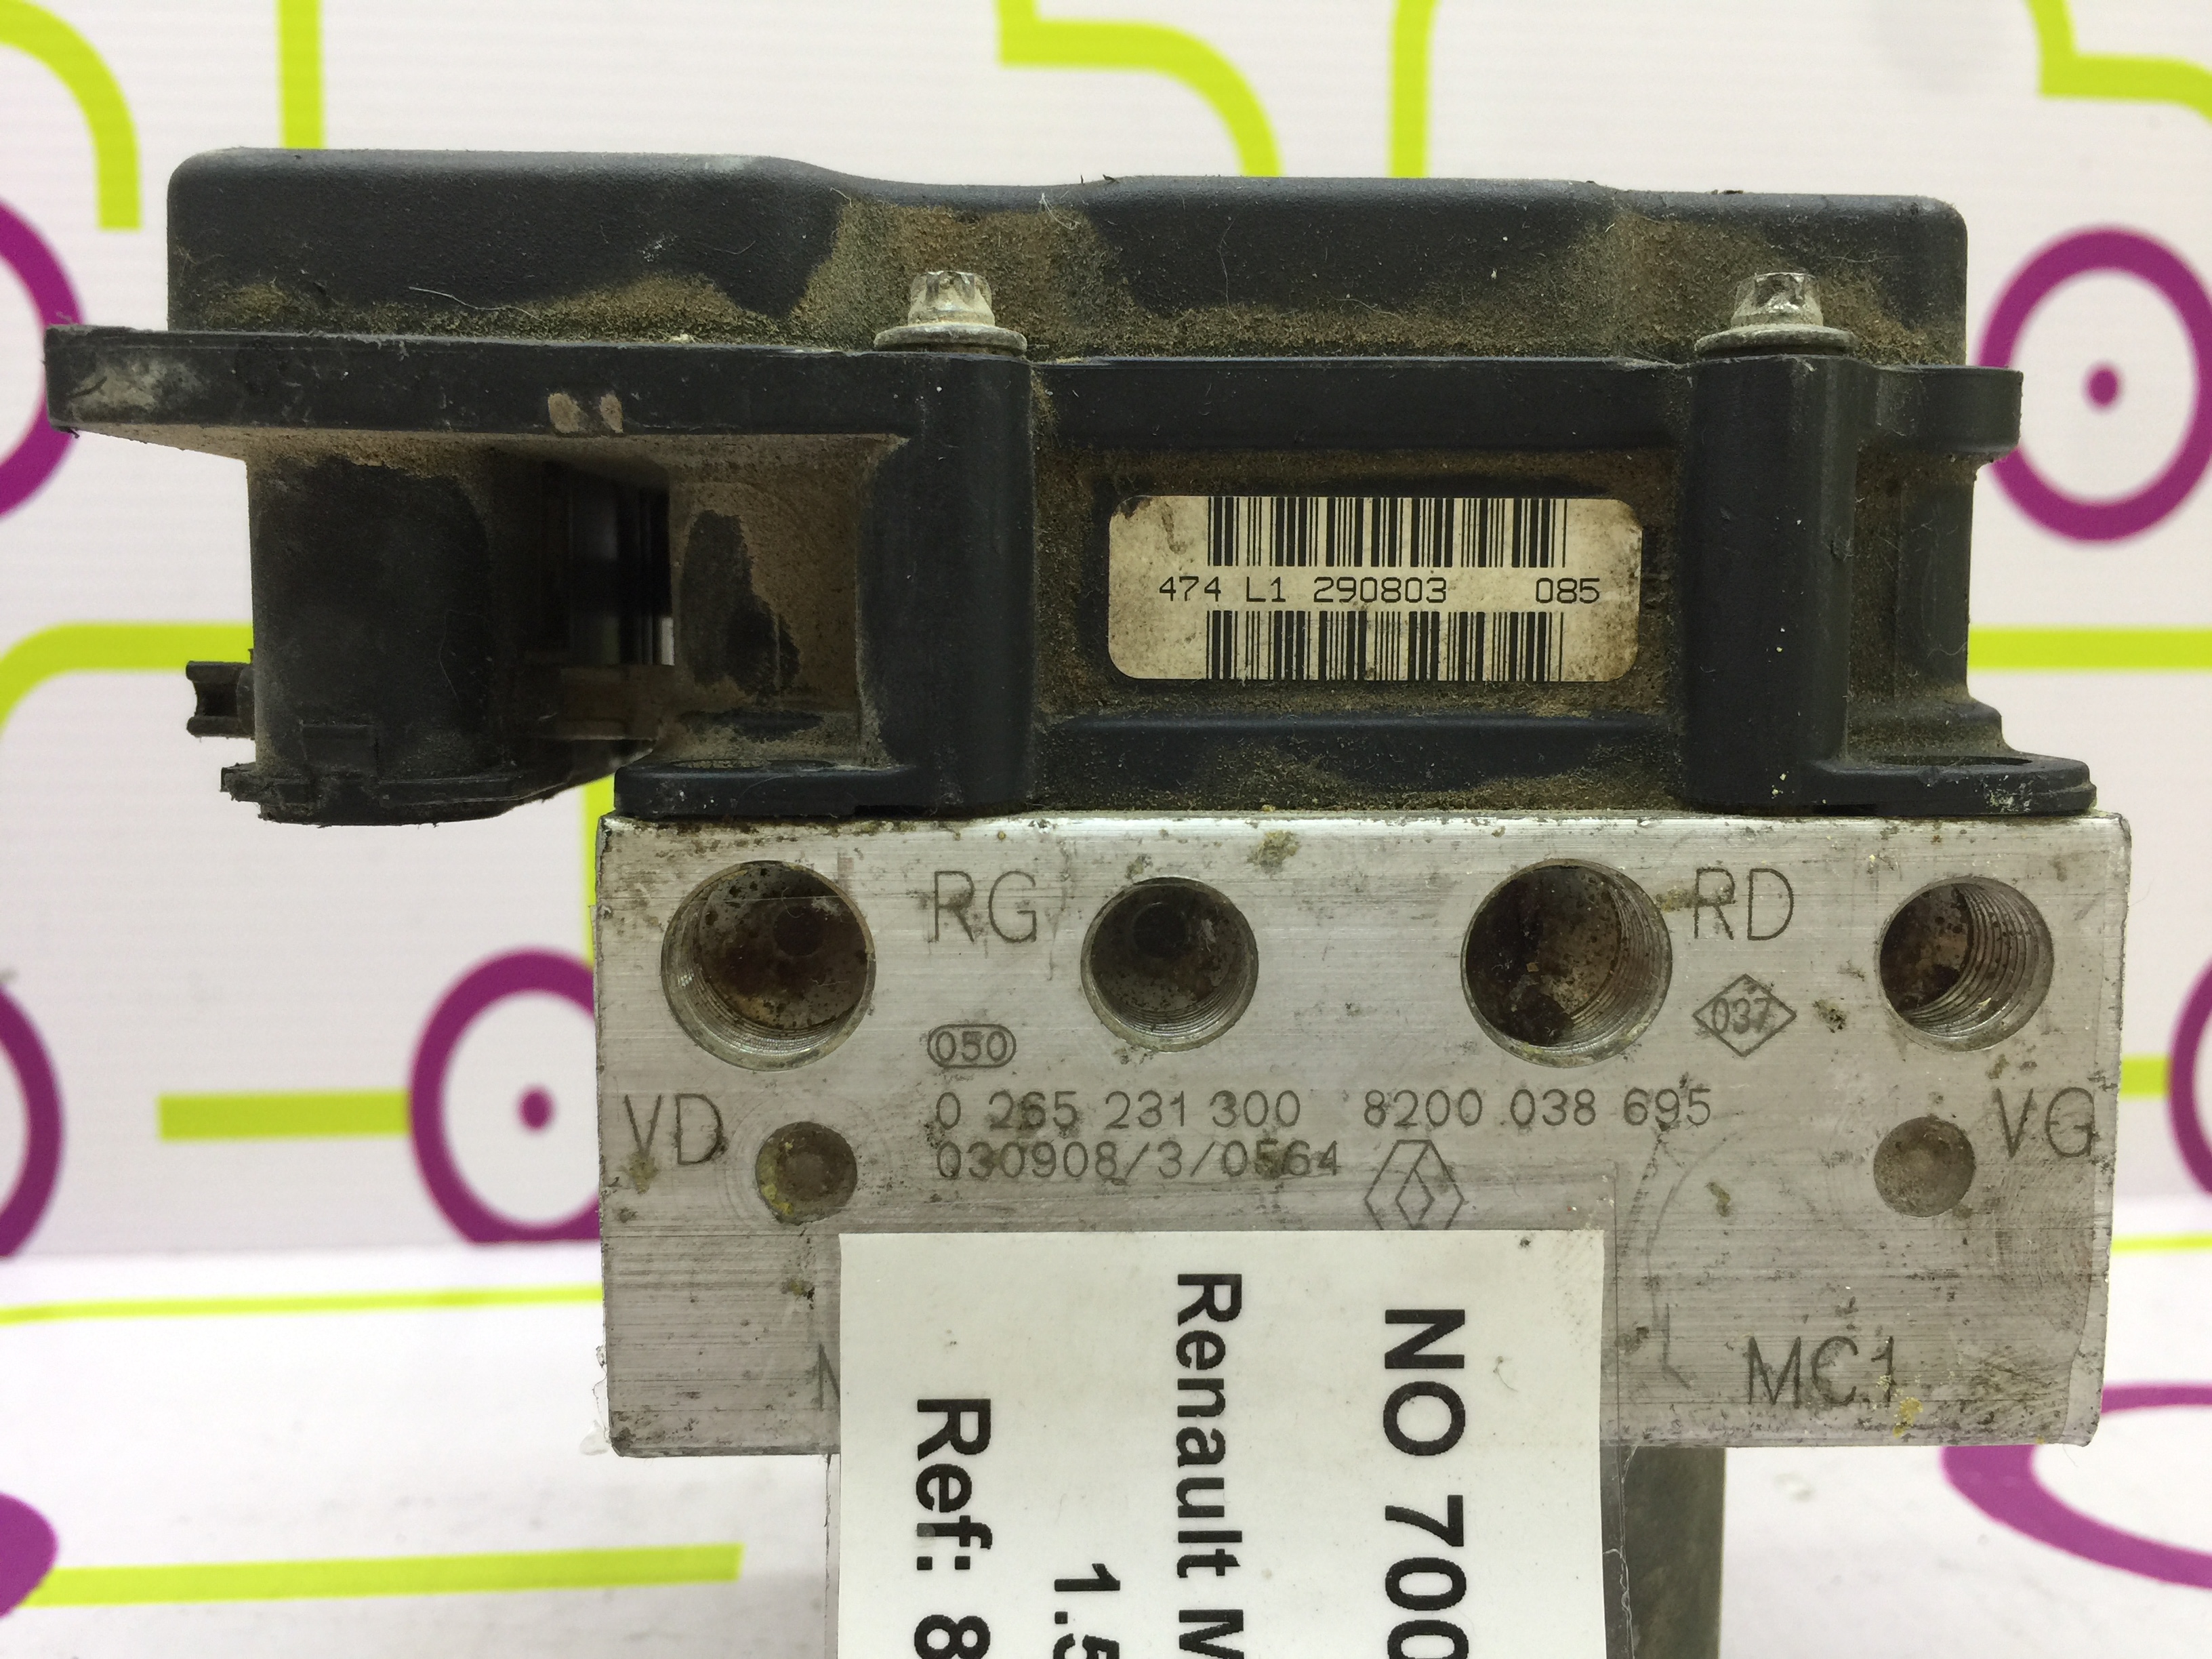 474 L1 290803 085
RG RD
050 037
VD 0 265 231 300 8200 038 695 VG
030908/3/0564
MC1
NO 700
Renault
1.5
Ref: 8